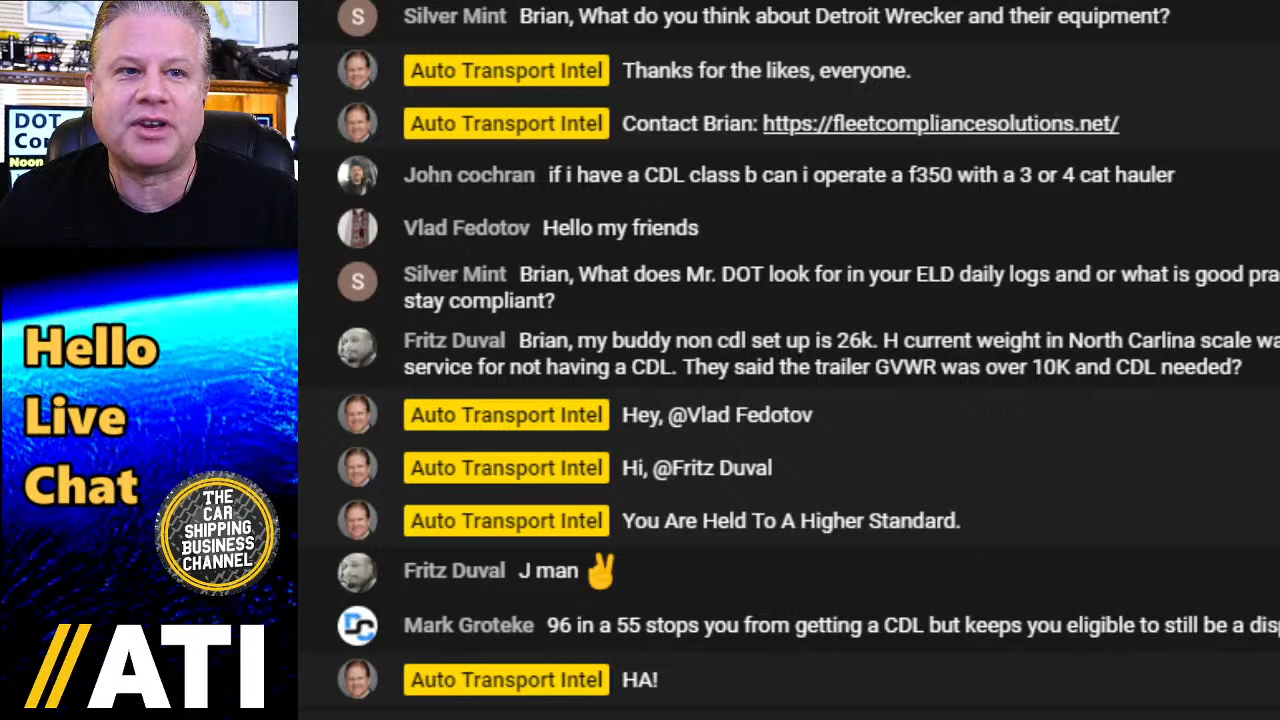 DOT
Noon
Hello
Live
Chat
THE
CAR
SHIPPING
BUSINESS
CHANNEL
//ATI
S Silver Mint Brian, What do you think about Detroit Wrecker and their equipment?
Auto Transport Intel Thanks for the likes, everyone.
Auto Transport Intel Contact Brian: https://fleetcompliancesolutions.net/
John cochran if i have a CDL class b can i operate a f350 with a 3 or 4 cat hauler
Vlad Fedotov Hello my friends
S Silver Mint Brian, What does Mr. DOT look for in your ELD daily logs and or what is good
stay compliant?
Fritz Duval Brian, my buddy non cdl set up is 26k. H current weight in North Carlina scale
service for not having a CDL. They said the trailer GVWR was over 10K and CDL needed?
Auto Transport Intel Hey, @Vlad Fedotov
Auto Transport Intel Hi, @Fritz Duval
Auto Transport Intel You Are Held To A Higher Standard.
Fritz Duval J man ✌
Mark Groteke 96 in a 55 stops you from getting a CDL but keeps you eligible to still be a
Auto Transport Intel HA!